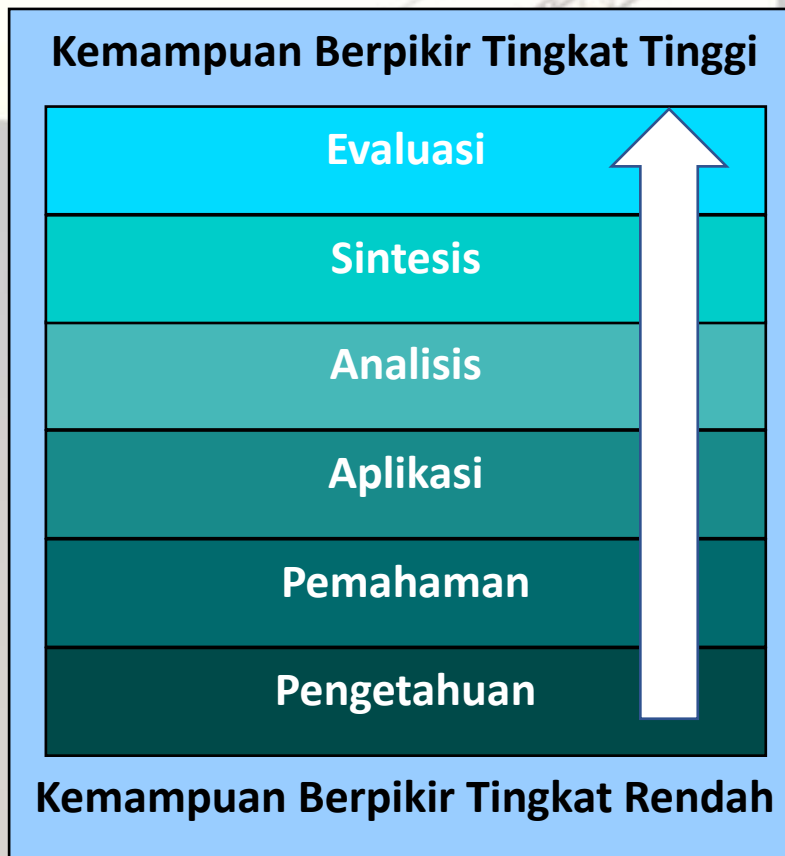 Kemampuan Berpikir Tingkat Tinggi
Evaluasi
Sintesis
Analisis
Aplikasi
Pemahaman
Pengetahuan
Kemampuan Berpikir Tingkat Rendah